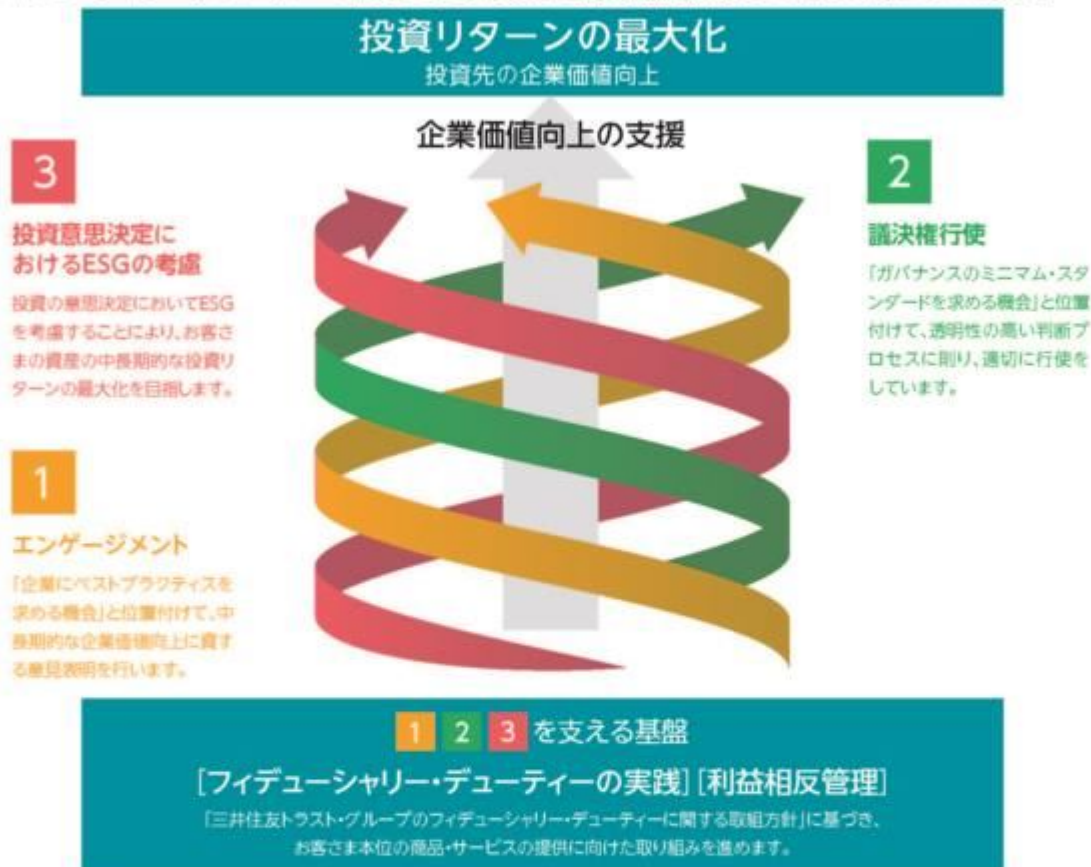 投資リターンの最大化
投資先の企業価値向上
企業価値向上の支援
3
投資意思決定に
おけるESGの考慮
投資の意思決定においてESG
を考慮することにより、お客さ
まの資産の中長期的な投資リ
ターンの最大化を目指します。
2
議決権行使
「ガバナンスのミニマム・スタ
ンダードを求める機会」と位置
付けて、透明性の高い判断プ
ロセスに則り、適切に行使を
しています。
1
エンゲージメント
「企業にベストプラクティスを
求める機会」と位置付けて、中
長期的な企業価値向上に資す
る意見表明を行います。
1 2 3 を支える基盤
[フィデューシャリー・デューティーの実践] [利益相反管理]
「三井住友トラスト・グループのフィデューシャリー・デューティーに関する取組方針」に基づき、
お客さま本位の商品・サービスの提供に向けた取り組みを進めます。